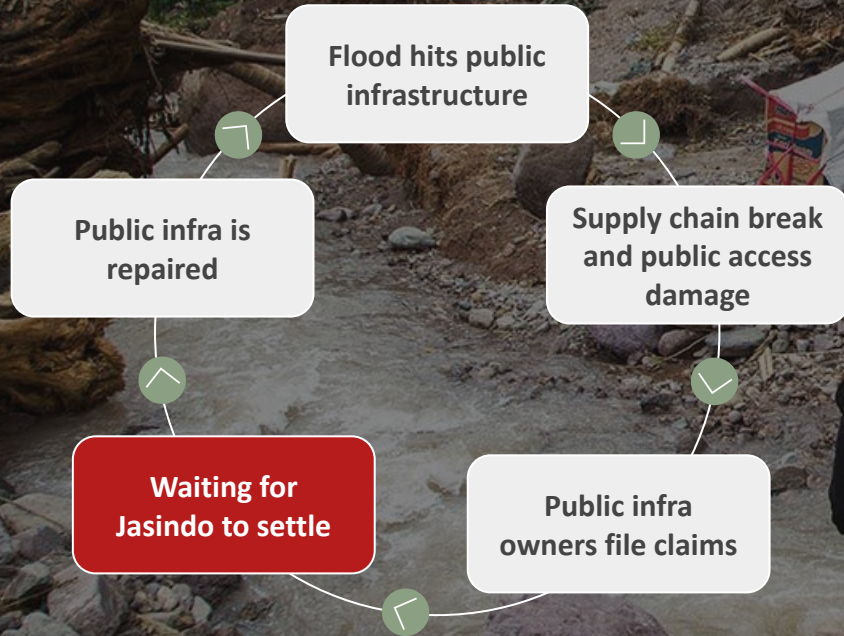 Flood hits public
infrastructure
Supply chain break
and public access
damage
Public infra
owners file claims
Waiting for
Jasindo to settle
Public infra is
repaired